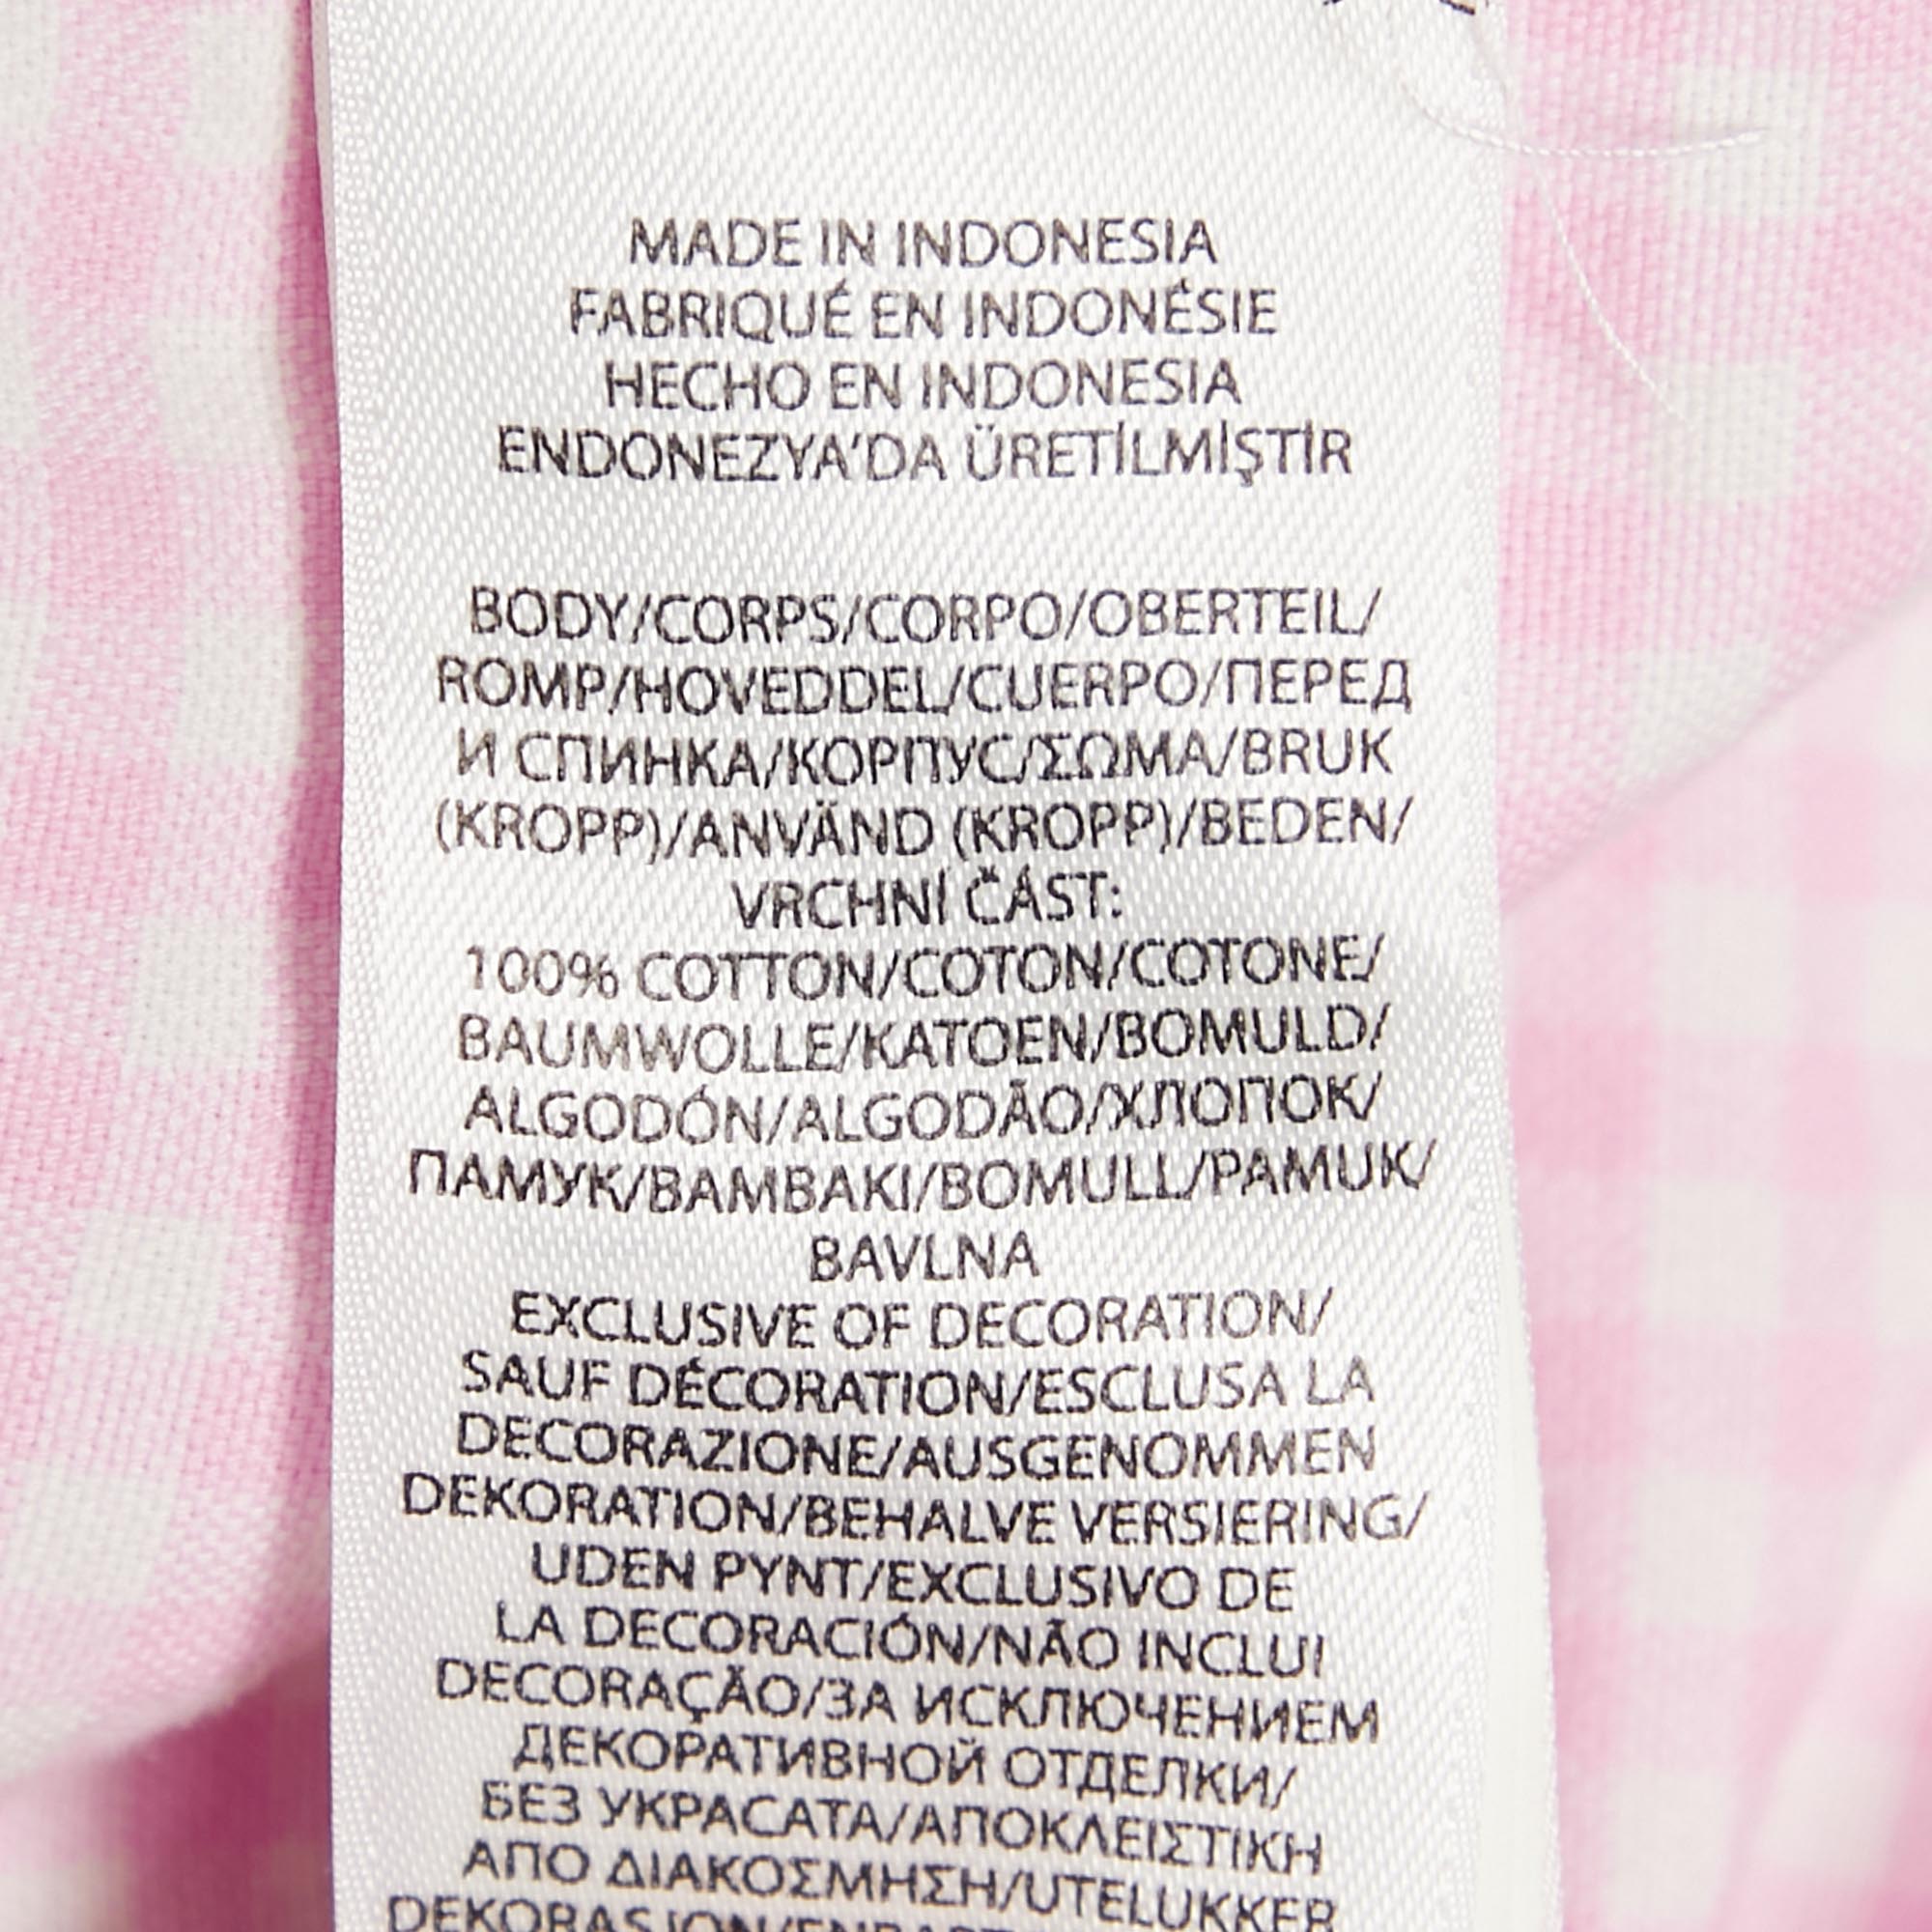 MADE IN INDONESIA
FABRIQUÉ EN INDONÉSIE
HECHO EN INDONESIA
ENDONEZYA'DA ÜRETİLMİŞTİR
BODY/CORPS/CORPO/OBERTEIL/
ROMP/HOVEDDEL/CUERPO/ПЕРЕД
И СПИНКА/КОРПУС/ΣΩΜΑ/BRUK
(KROPP)/ANVÄND (KROPP)/BEDEN/
VRCHNÍ ČÁST:
100% COTTON/COTON/COTONE/
BAUMWOLLE/KATOEN/BOMULD/
ALGODÓN/ALGODÃO/ХЛОПОК/
ПАМУК/ΒΑΜΒΑΚΙ/BOMULL/PAMUK/
BAVLNA
EXCLUSIVE OF DECORATION/
SAUF DÉCORATION/ESCLUSA LA
DECORAZIONE/AUSGENOMMEN
DEKORATION/BEHALVE VERSIERING/
UDEN PYNT/EXCLUSIVO DE
LA DECORACIÓN/NÃO INCLUI
DECORAÇÃO/ЗА ИСКЛЮЧЕНИЕМ
ДЕКОРАТИВНОЙ ОТДЕЛКИ/
БЕЗ УКРАСАТА/ΑΠΟΚΛΕΙΣΤΙΚΗ
ΑΠΟ ΔΙΑΚΟΣΜΗΣΗ/UTELUKKER